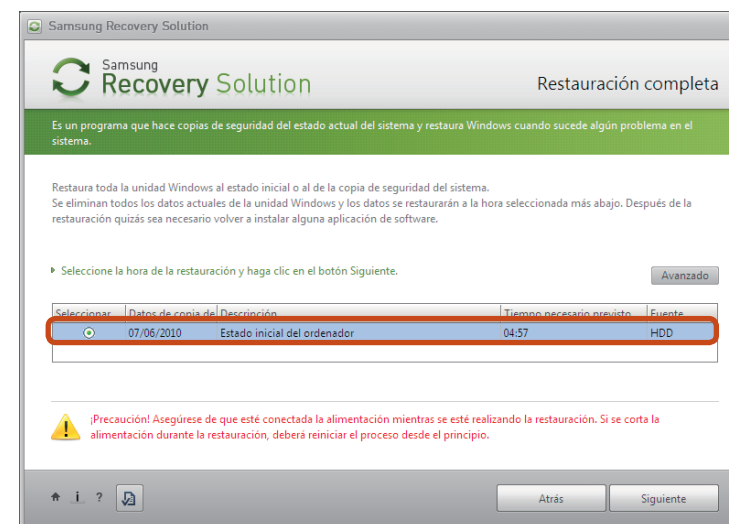 Samsung Recovery Solution
Samsung
Recovery Solution
Restauración completa
Es un programa que hace copias de seguridad del estado actual del sistema y restaura Windows cuando sucede algún problema en el
sistema.
Restaura toda la unidad Windows al estado inicial o al de la copia de seguridad del sistema.
Se eliminan todos los datos actuales de la unidad Windows y los datos se restaurarán a la hora seleccionada más abajo. Después de la
restauración quizás sea necesario volver a instalar alguna aplicación de software.
Seleccione la hora de la restauración y haga clic en el botón Siguiente.
Avanzado
Seleccionar Datos de copia de Descripción Tiempo necesario previsto Fuente
07/06/2010 Estado inicial del ordenador 04:57 HDD
¡Precaución! Asegúrese de que esté conectada la alimentación mientras se esté realizando la restauración. Si se corta la
alimentación durante la restauración, deberá reiniciar el proceso desde el principio.
i ?
Atrás
Siguiente